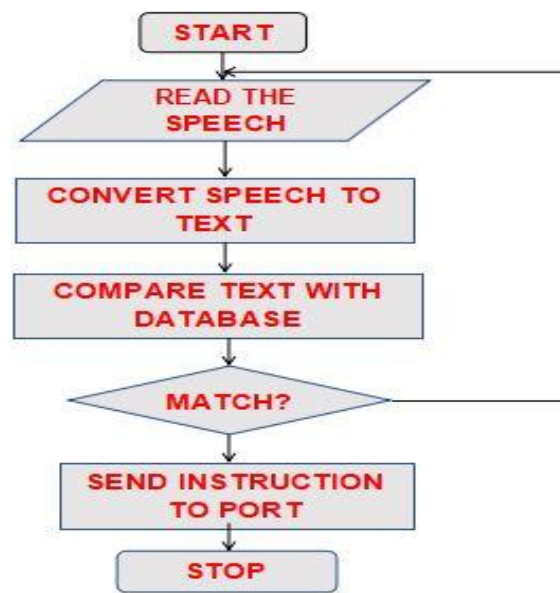 START
READ THE
SPEECH
CONVERT SPEECH TO
TEXT
COMPARE TEXT WITH
DATABASE
MATCH?
SEND INSTRUCTION
TO PORT
STOP